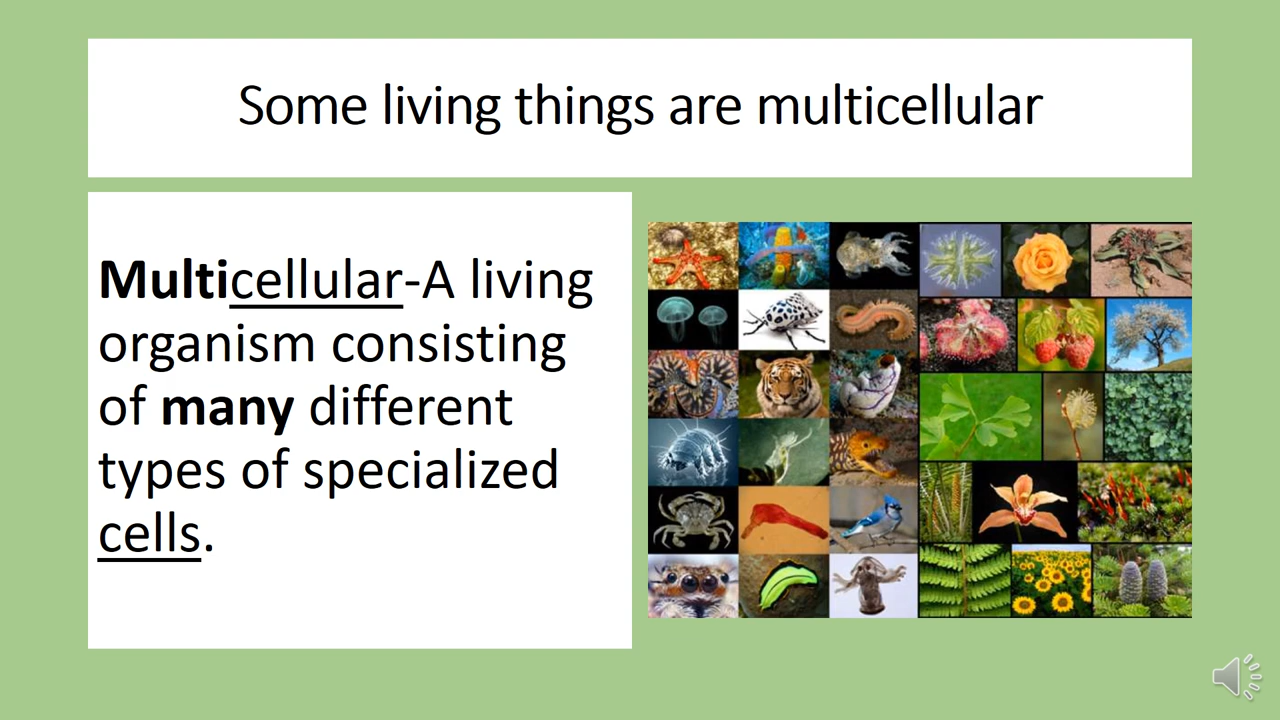 Some living things are multicellular
Multicellular-A living
organism consisting
of many different
types of specialized
cells.